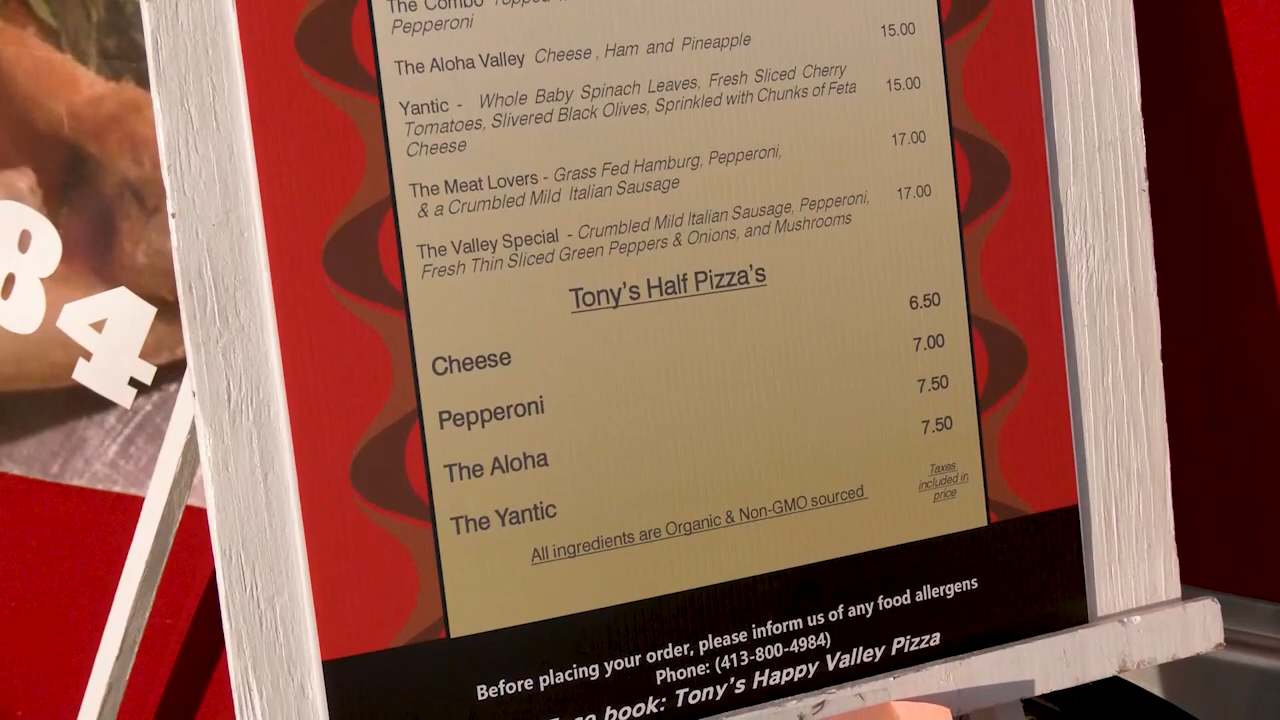 The Combo
Pepperoni
The Aloha Valley Cheese, Ham and Pineapple 15.00
Yantic - Whole Baby Spinach Leaves, Fresh Sliced Cherry 15.00
Tomatoes, Slivered Black Olives, Sprinkled with Chunks of Feta
Cheese
The Meat Lovers - Grass Fed Hamburg, Pepperoni, 17.00
& a Crumbled Mild Italian Sausage
The Valley Special - Crumbled Mild Italian Sausage, Pepperoni, 17.00
Fresh Thin Sliced Green Peppers & Onions, and Mushrooms
Tony's Half Pizza's
Cheese 6.50
Pepperoni 7.00
The Aloha 7.50
The Yantic 7.50
All ingredients are Organic & Non-GMO sourced
Taxes
included in
price
Before placing your order, please inform us of any food allergens
Phone: (413-800-4984)
book: Tony's Happy Valley Pizza
84